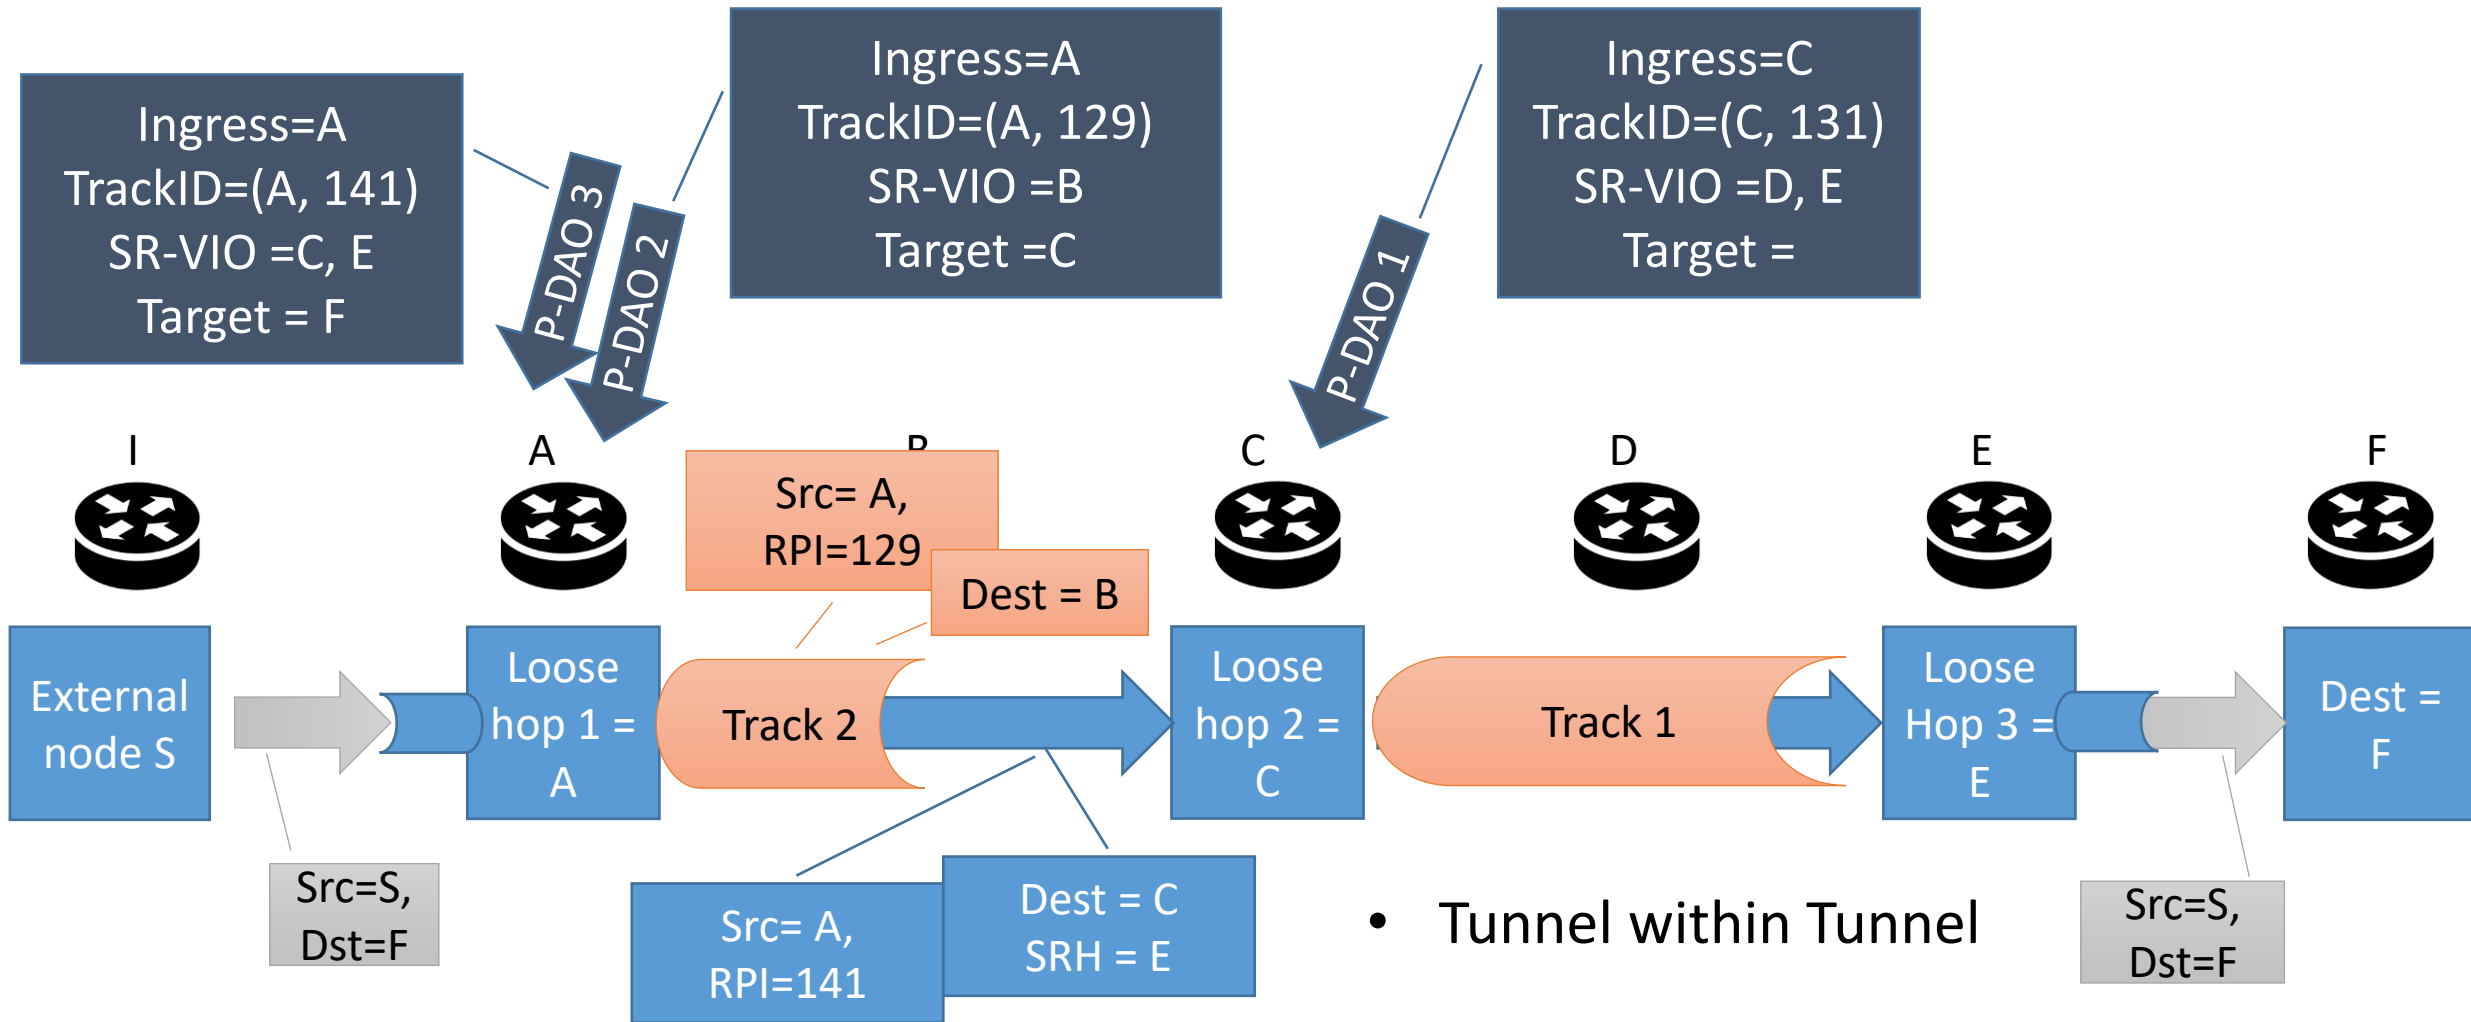 Ingress=A
TrackID=(A, 141)
SR-VIO =C, E
Target = F
Ingress=A
TrackID=(A, 129)
SR-VIO =B
Target =C
Ingress=C
TrackID=(C, 131)
SR-VIO =D, E
Target =
P-DAO 3
P-DAO 2
P-DAO 1
I
A
B
C
D
E
F
Src= A,
RPI=129
Dest = B
External
node S
Loose
hop 1 =
A
Track 2
Loose
hop 2 =
C
Track 1
Loose
Hop 3 =
E
Dest =
F
Src=S,
Dst=F
Src= A,
RPI=141
Dest = C
SRH = E
• Tunnel within Tunnel
Src=S,
Dst=F